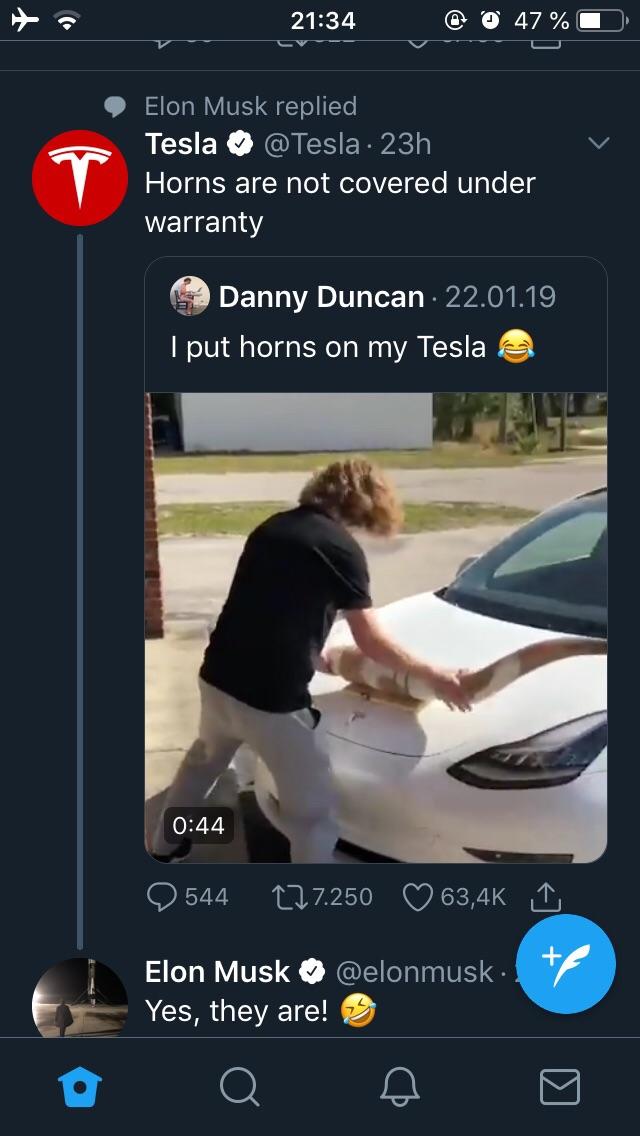 21:34
47 %
Elon Musk replied
Tesla @Tesla · 23h
Horns are not covered under
warranty
Danny Duncan · 22.01.19
I put horns on my Tesla 😂
0:44
544 7.250 63,4K
Elon Musk @elonmusk ·
Yes, they are! 🤣